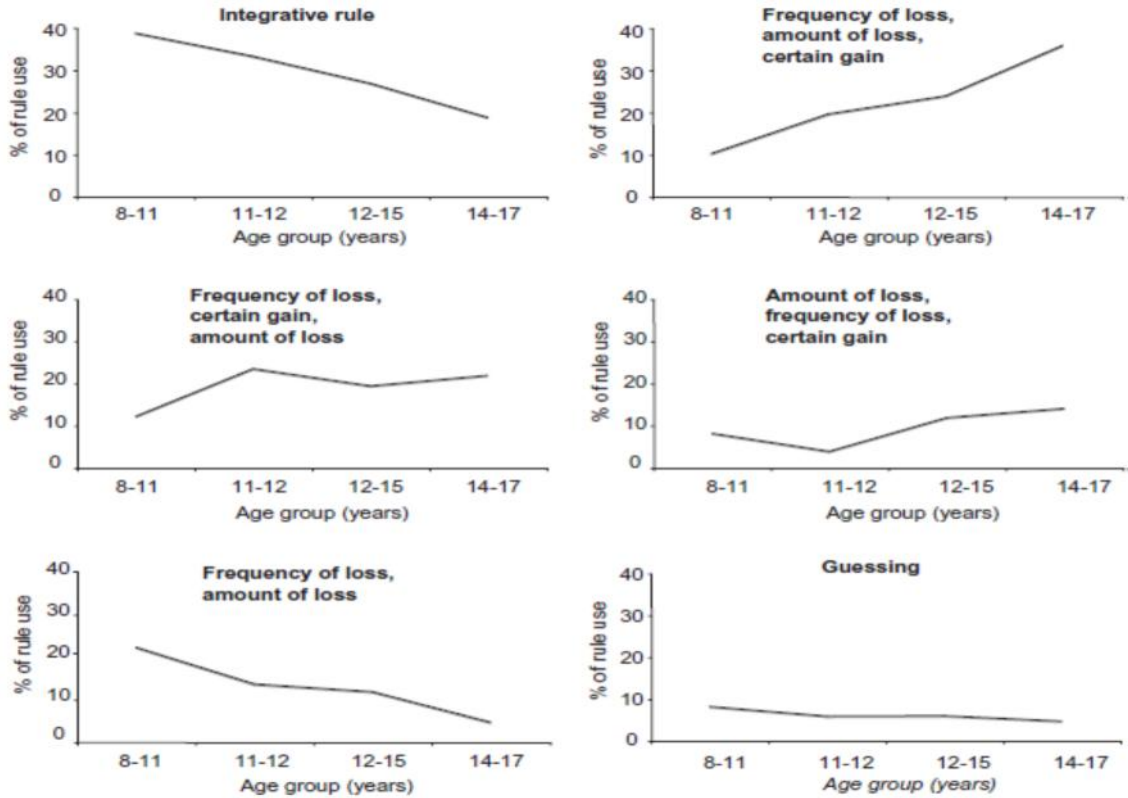 Integrative rule
% of rule use
40
30
20
10
0
8-11 11-12 12-15 14-17
Age group (years)
Frequency of loss,
amount of loss,
certain gain
% of rule use
40
30
20
10
0
8-11 11-12 12-15 14-17
Age group (years)
Frequency of loss,
certain gain,
amount of loss
% of rule use
40
30
20
10
0
8-11 11-12 12-15 14-17
Age group (years)
Amount of loss,
frequency of loss,
certain gain
% of rule use
40
30
20
10
0
8-11 11-12 12-15 14-17
Age group (years)
Frequency of loss,
amount of loss
% of rule use
40
30
20
10
0
8-11 11-12 12-15 14-17
Age group (years)
Guessing
% of rule use
40
30
20
10
0
8-11 11-12 12-15 14-17
Age group (years)